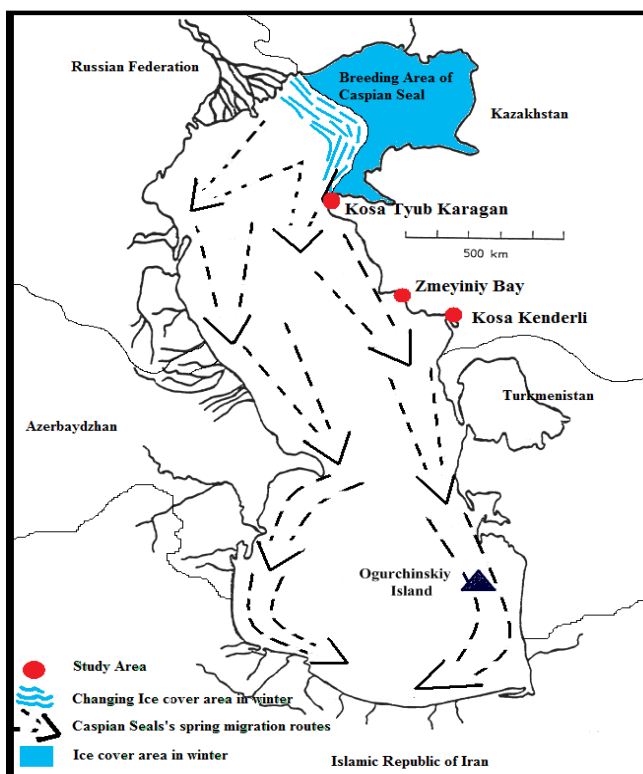 Russian Federation
Breeding Area of
Caspian Seal
Kazakhstan
Kosa Tyub Karagan
500 km
Zmeyiniy Bay
Kosa Kenderli
Turkmenistan
Azerbaydzhan
Ogurchinskiy
Island
Study Area
Changing Ice cover area in winter
Caspian Seals's spring migration routes
Ice cover area in winter
Islamic Republic of Iran